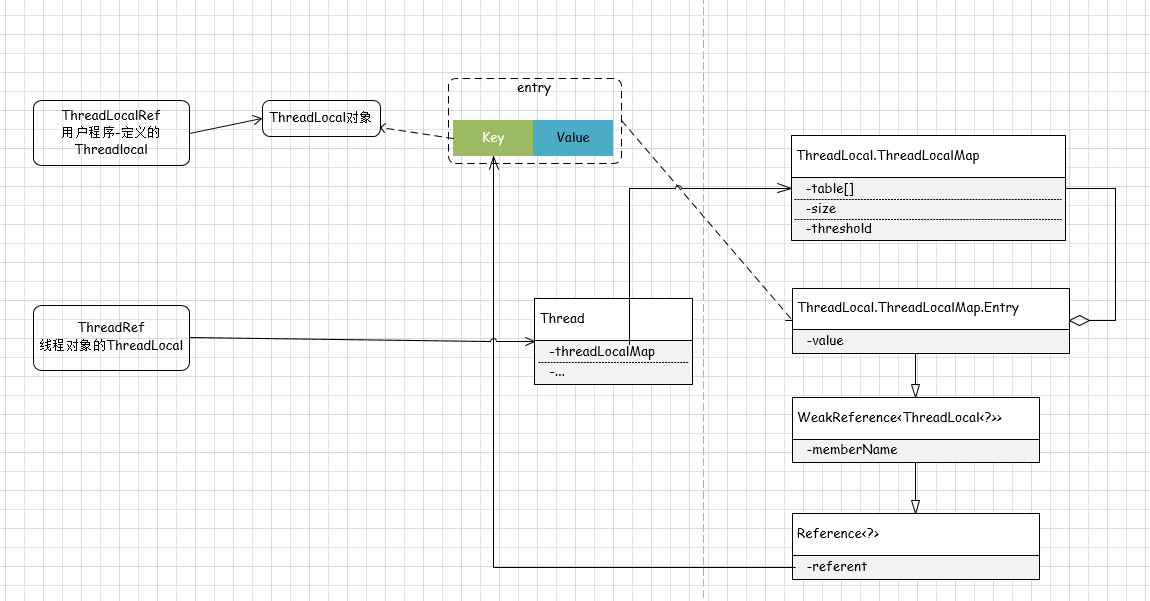 ThreadLocalRef
用户程序-定义的
Threadlocal
ThreadLocal对象
entry
Key
Value
ThreadLocal.ThreadLocalMap
-table[]
-size
-threshold
ThreadRef
线程对象的ThreadLocal
Thread
-threadLocalMap
-...
ThreadLocal.ThreadLocalMap.Entry
-value
WeakReference<ThreadLocal<?>>
-memberName
Reference<?>
-referent